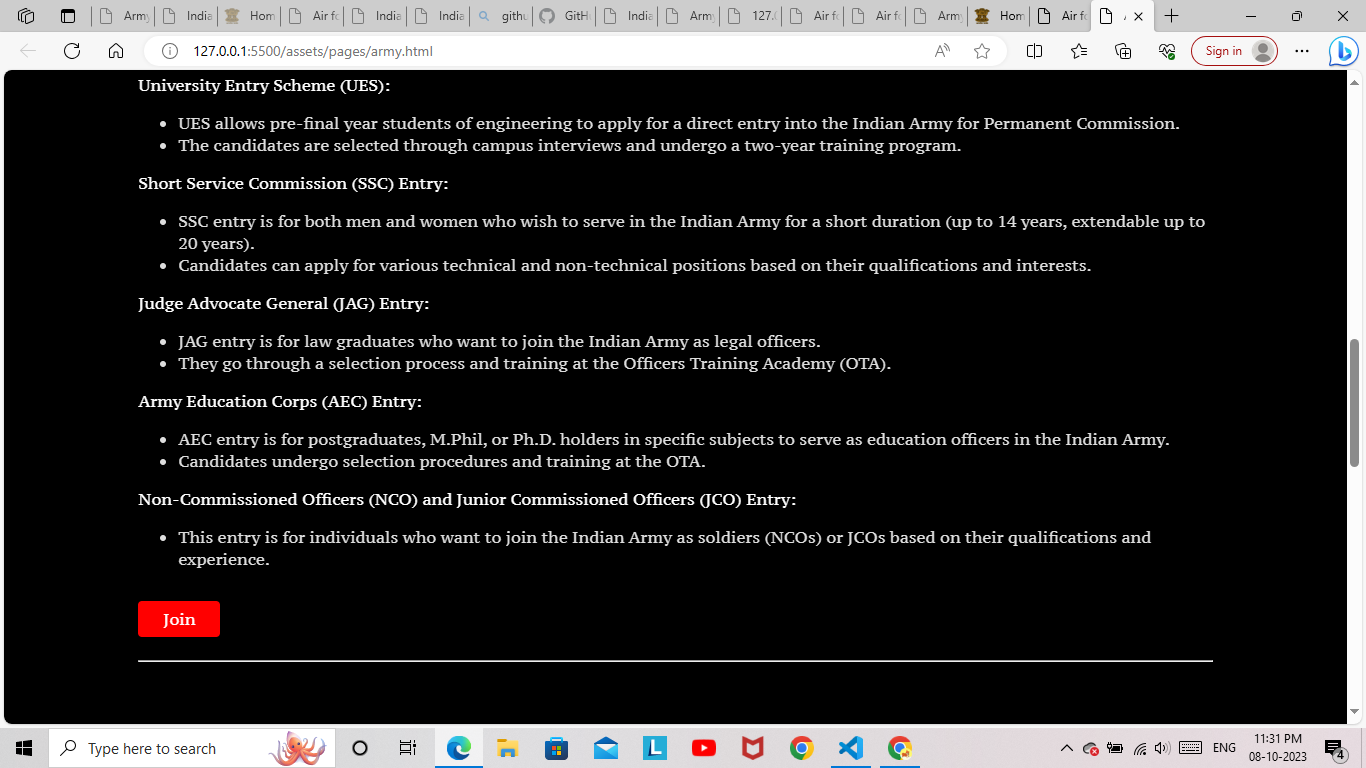 Army
India
Hom
Air fo
India
India
githu
GitH
India
Army
127.0
Air fo
Air fo
Army
Hom
Air fo
127.0.0.1:5500/assets/pages/army.html
Sign in
University Entry Scheme (UES):
• UES allows pre-final year students of engineering to apply for a direct entry into the Indian Army for Permanent Commission.
• The candidates are selected through campus interviews and undergo a two-year training program.
Short Service Commission (SSC) Entry:
• SSC entry is for both men and women who wish to serve in the Indian Army for a short duration (up to 14 years, extendable up to
20 years).
• Candidates can apply for various technical and non-technical positions based on their qualifications and interests.
Judge Advocate General (JAG) Entry:
• JAG entry is for law graduates who want to join the Indian Army as legal officers.
• They go through a selection process and training at the Officers Training Academy (OTA).
Army Education Corps (AEC) Entry:
• AEC entry is for postgraduates, M.Phil, or Ph.D. holders in specific subjects to serve as education officers in the Indian Army.
• Candidates undergo selection procedures and training at the OTA.
Non-Commissioned Officers (NCO) and Junior Commissioned Officers (JCO) Entry:
• This entry is for individuals who want to join the Indian Army as soldiers (NCOs) or JCOs based on their qualifications and
experience.
Join
Type here to search
L
ENG
11:31 PM
08-10-2023
4